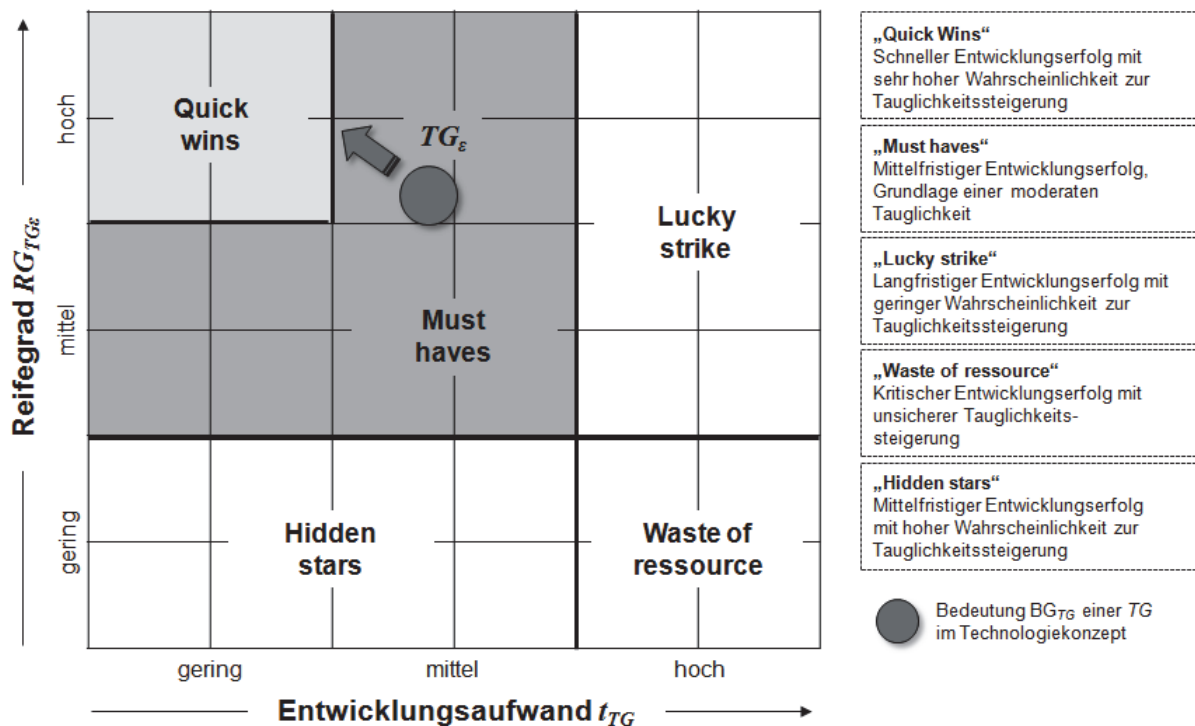 Reifegrad RG_TGε
hoch
mittel
gering
Quick
wins
TGε
Lucky
strike
Must
haves
Hidden
stars
Waste of
ressource
gering
mittel
hoch
Entwicklungsaufwand t_TG
„Quick Wins“
Schneller Entwicklungserfolg mit
sehr hoher Wahrscheinlichkeit zur
Tauglichkeitssteigerung
„Must haves“
Mittelfristiger Entwicklungserfolg,
Grundlage einer moderaten
Tauglichkeit
„Lucky strike“
Langfristiger Entwicklungserfolg mit
geringer Wahrscheinlichkeit zur
Tauglichkeitssteigerung
„Waste of ressource“
Kritischer Entwicklungserfolg mit
unsicherer Tauglichkeits-
steigerung
„Hidden stars“
Mittelfristiger Entwicklungserfolg
mit hoher Wahrscheinlichkeit zur
Tauglichkeitssteigerung
Bedeutung BG_TG einer TG
im Technologiekonzept